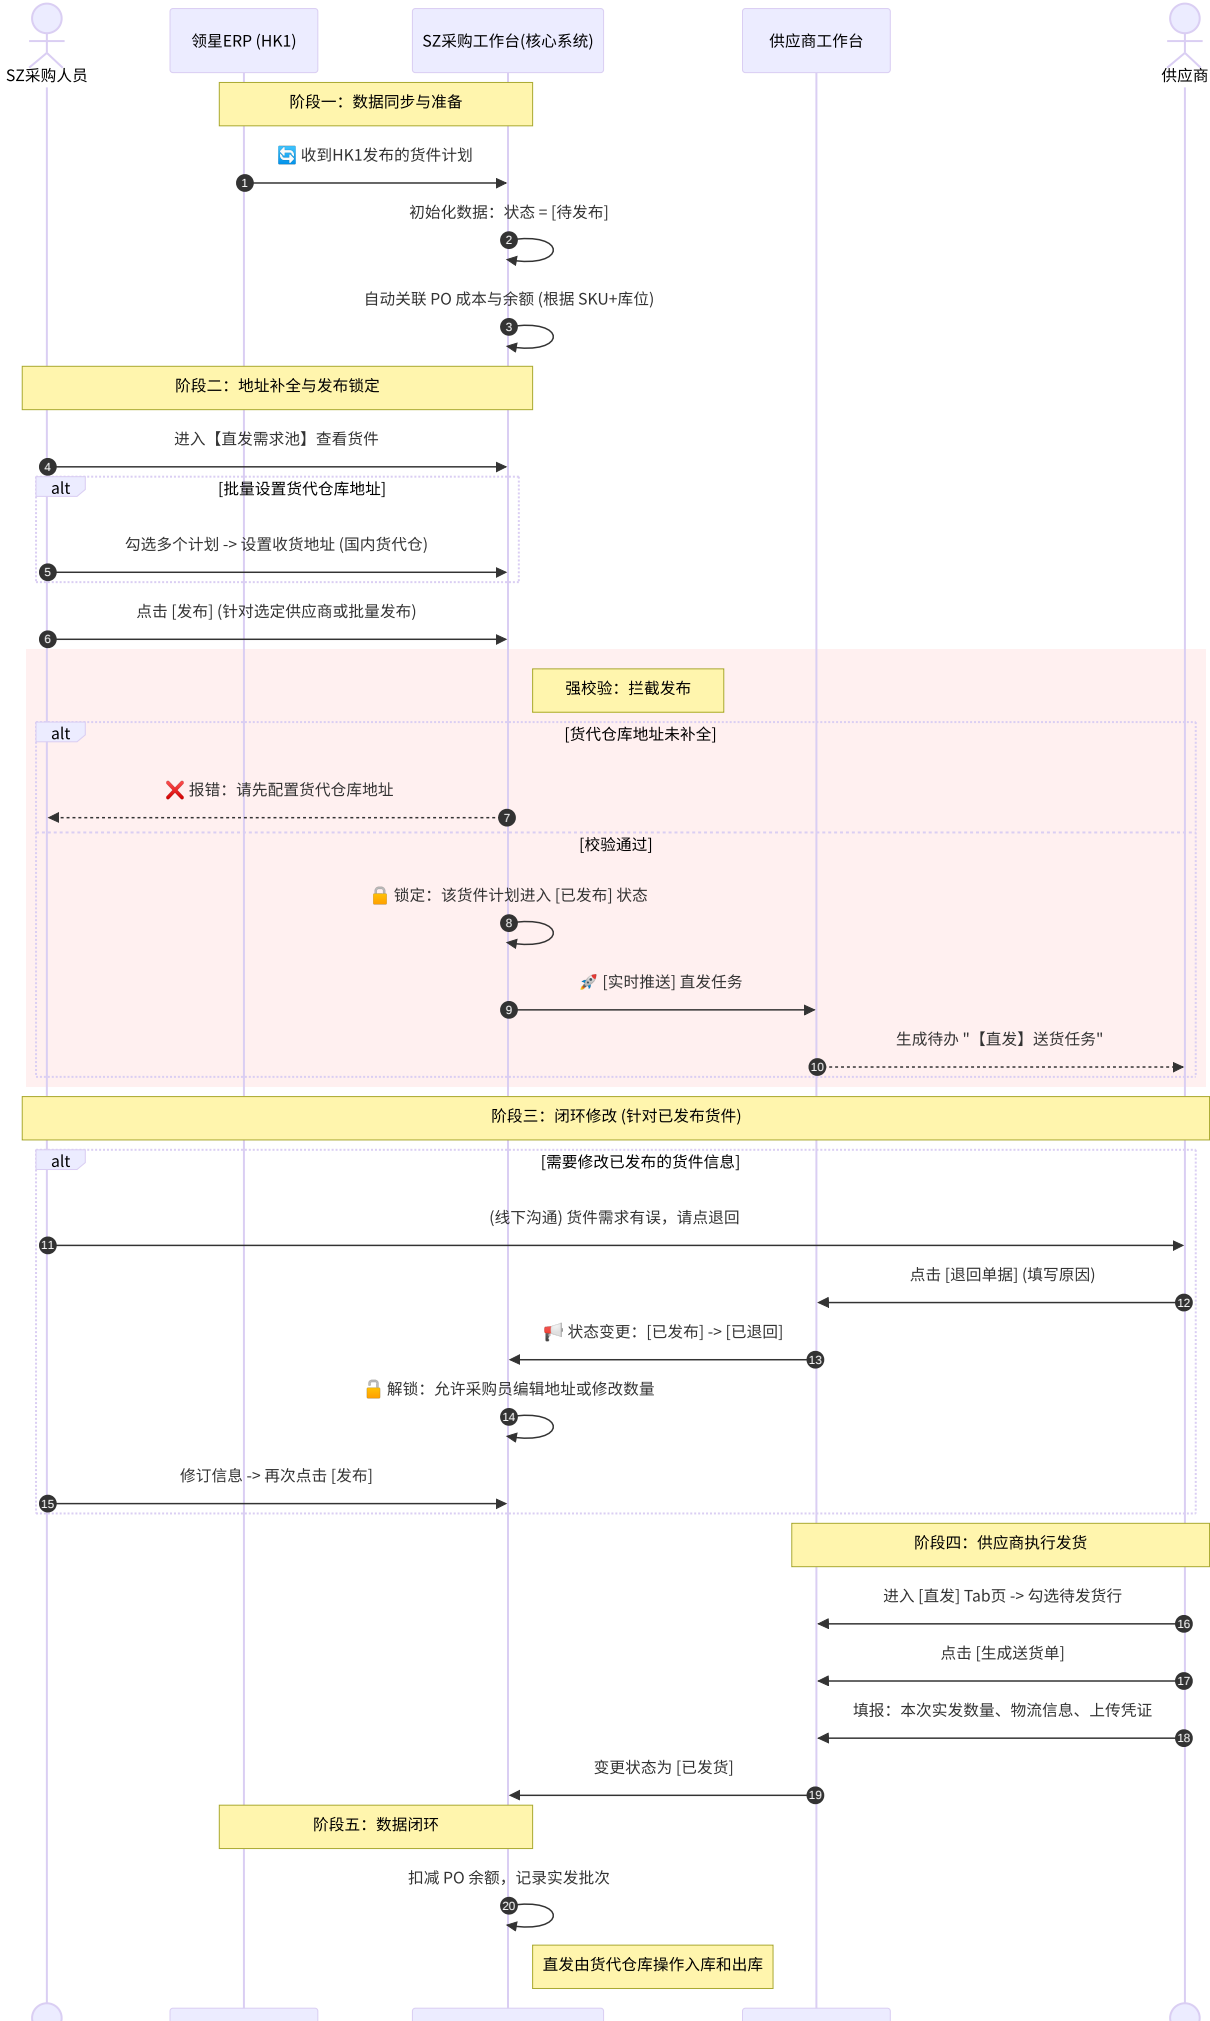 SZ采购人员
领星ERP (HK1)
SZ采购工作台(核心系统)
供应商工作台
供应商
阶段一：数据同步与准备
🔄 收到HK1发布的货件计划
1
初始化数据：状态 = [待发布]
2
自动关联 PO 成本与余额 (根据 SKU+库位)
3
阶段二：地址补全与发布锁定
进入【直发需求池】查看货件
4
alt
[批量设置货代仓库地址]
勾选多个计划 -> 设置收货地址 (国内货代仓)
5
点击 [发布] (针对选定供应商或批量发布)
6
强校验：拦截发布
alt
[货代仓库地址未补全]
❌ 报错：请先配置货代仓库地址
7
[校验通过]
🔒 锁定：该货件计划进入 [已发布] 状态
8
🚀 [实时推送] 直发任务
9
生成待办 "【直发】送货任务"
10
阶段三：闭环修改 (针对已发布货件)
alt
[需要修改已发布的货件信息]
(线下沟通) 货件需求有误，请点退回
11
点击 [退回单据] (填写原因)
12
📢 状态变更：[已发布] -> [已退回]
13
🔓 解锁：允许采购员编辑地址或修改数量
14
修订信息 -> 再次点击 [发布]
15
阶段四：供应商执行发货
进入 [直发] Tab页 -> 勾选待发货行
16
点击 [生成送货单]
17
填报：本次实发数量、物流信息、上传凭证
18
变更状态为 [已发货]
19
阶段五：数据闭环
扣减 PO 余额，记录实发批次
20
直发由货代仓库操作入库和出库